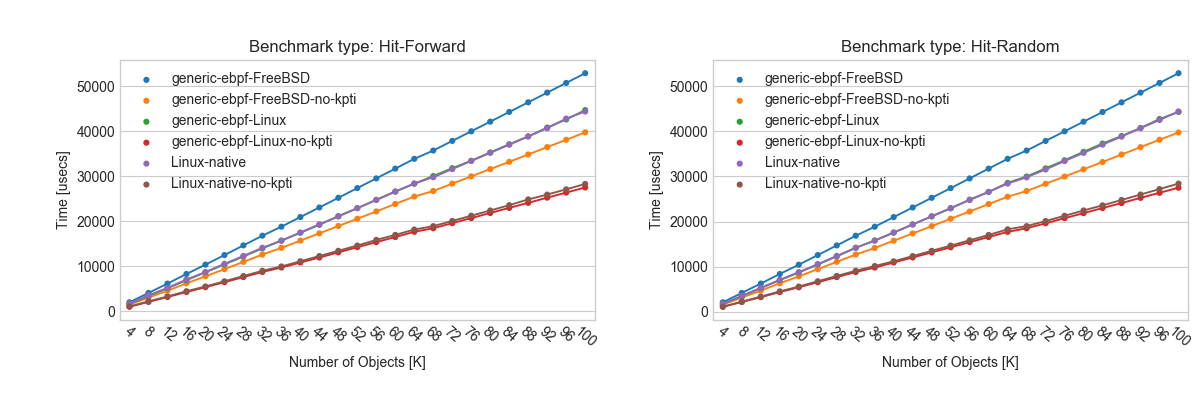 Benchmark type: Hit-Forward
Time [usecs]
50000
40000
30000
20000
10000
0
generic-ebpf-FreeBSD
generic-ebpf-FreeBSD-no-kpti
generic-ebpf-Linux
generic-ebpf-Linux-no-kpti
Linux-native
Linux-native-no-kpti
4 8 12 16 20 24 28 32 36 40 44 48 52 56 60 64 68 72 76 80 84 88 92 96 100
Number of Objects [K]
Benchmark type: Hit-Random
Time [usecs]
50000
40000
30000
20000
10000
0
generic-ebpf-FreeBSD
generic-ebpf-FreeBSD-no-kpti
generic-ebpf-Linux
generic-ebpf-Linux-no-kpti
Linux-native
Linux-native-no-kpti
4 8 12 16 20 24 28 32 36 40 44 48 52 56 60 64 68 72 76 80 84 88 92 96 100
Number of Objects [K]